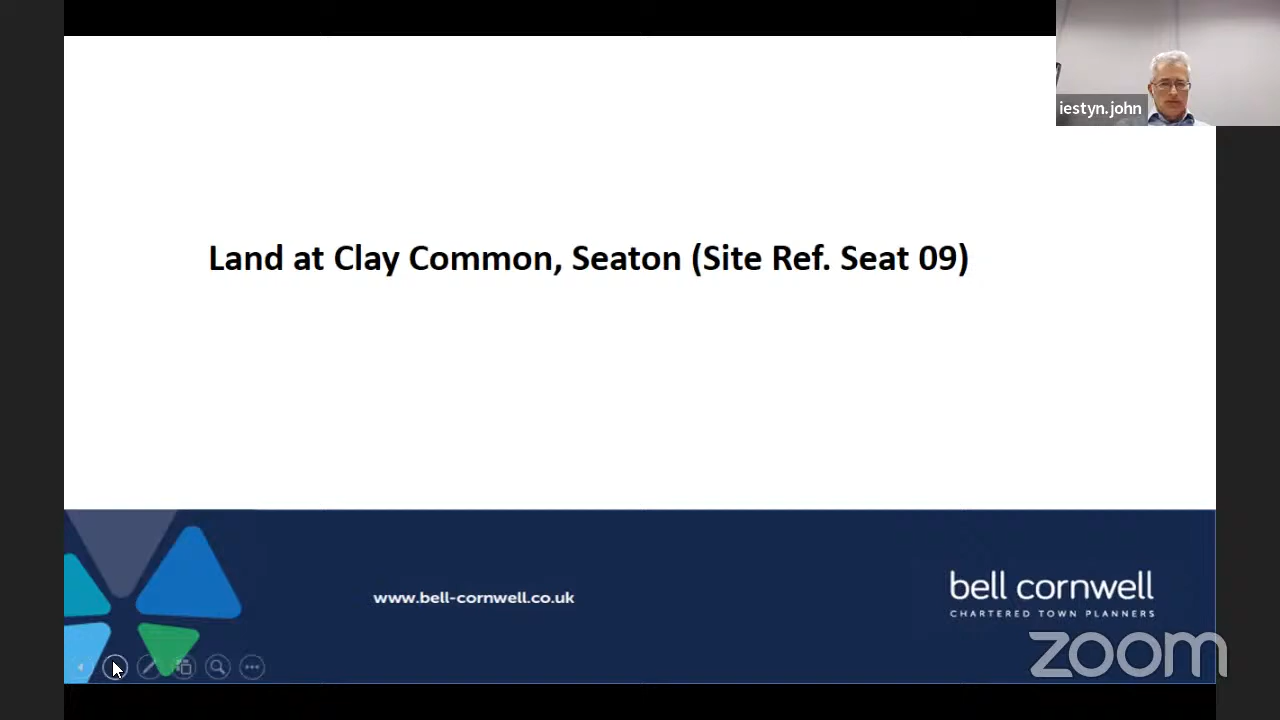 iestyn.john
Land at Clay Common, Seaton (Site Ref. Seat 09)
www.bell-cornwell.co.uk
bell cornwell
CHARTERED TOWN PLANNERS
zoom